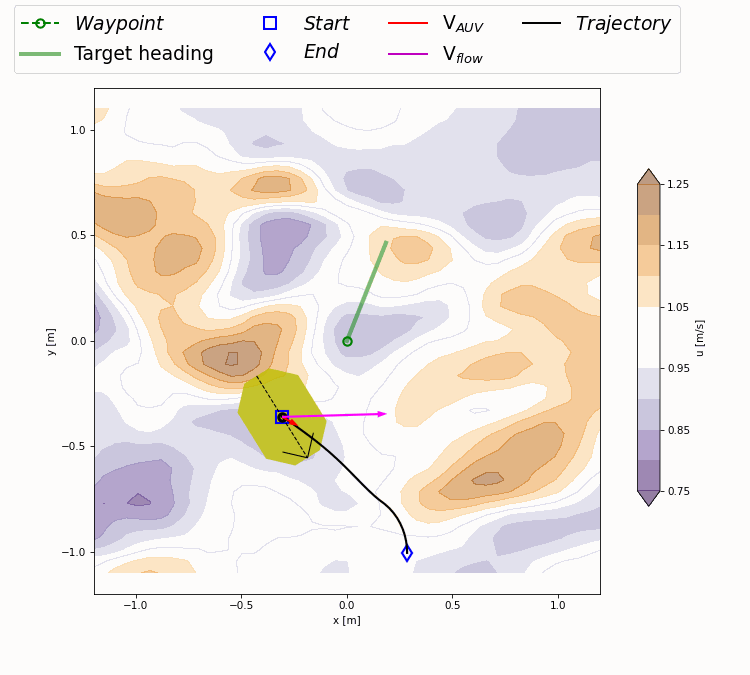 Waypoint Start V_AUV Trajectory
Target heading End V_flow
1.0
0.5
0.0
−0.5
−1.0
y [m]
−1.0 −0.5 0.0 0.5 1.0
x [m]
1.25
1.15
1.05
0.95
0.85
0.75
u [m/s]